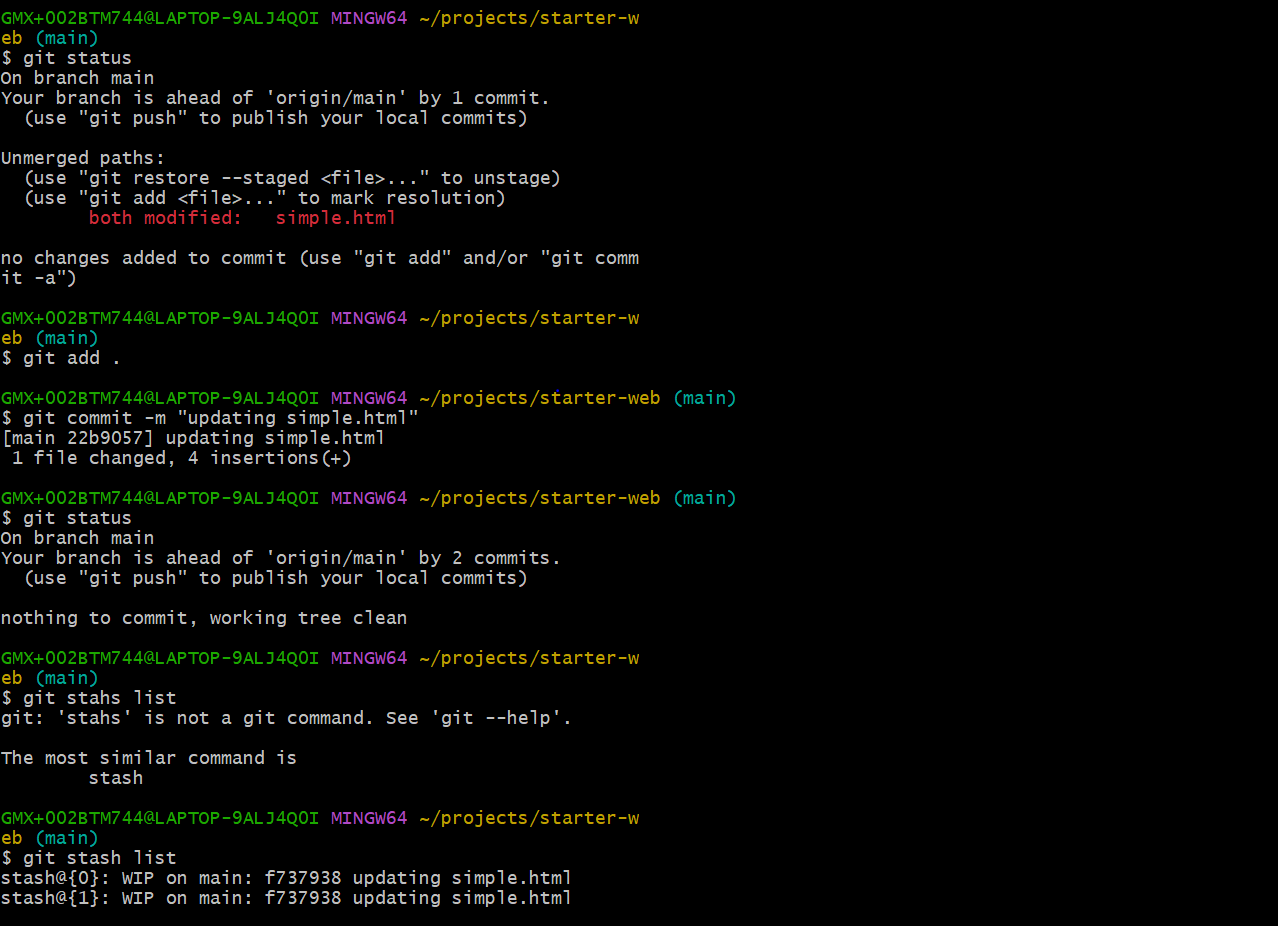 GMX+002BTM744@LAPTOP-9ALJ4Q0I MINGW64 ~/projects/starter-w
eb (main)
$ git status
On branch main
Your branch is ahead of 'origin/main' by 1 commit.
  (use "git push" to publish your local commits)

Unmerged paths:
  (use "git restore --staged <file>..." to unstage)
  (use "git add <file>..." to mark resolution)
        both modified:   simple.html

no changes added to commit (use "git add" and/or "git comm
it -a")

GMX+002BTM744@LAPTOP-9ALJ4Q0I MINGW64 ~/projects/starter-w
eb (main)
$ git add .

GMX+002BTM744@LAPTOP-9ALJ4Q0I MINGW64 ~/projects/starter-web (main)
$ git commit -m "updating simple.html"
[main 22b9057] updating simple.html
 1 file changed, 4 insertions(+)

GMX+002BTM744@LAPTOP-9ALJ4Q0I MINGW64 ~/projects/starter-web (main)
$ git status
On branch main
Your branch is ahead of 'origin/main' by 2 commits.
  (use "git push" to publish your local commits)

nothing to commit, working tree clean

GMX+002BTM744@LAPTOP-9ALJ4Q0I MINGW64 ~/projects/starter-w
eb (main)
$ git stahs list
git: 'stahs' is not a git command. See 'git --help'.

The most similar command is
        stash

GMX+002BTM744@LAPTOP-9ALJ4Q0I MINGW64 ~/projects/starter-w
eb (main)
$ git stash list
stash@{0}: WIP on main: f737938 updating simple.html
stash@{1}: WIP on main: f737938 updating simple.html